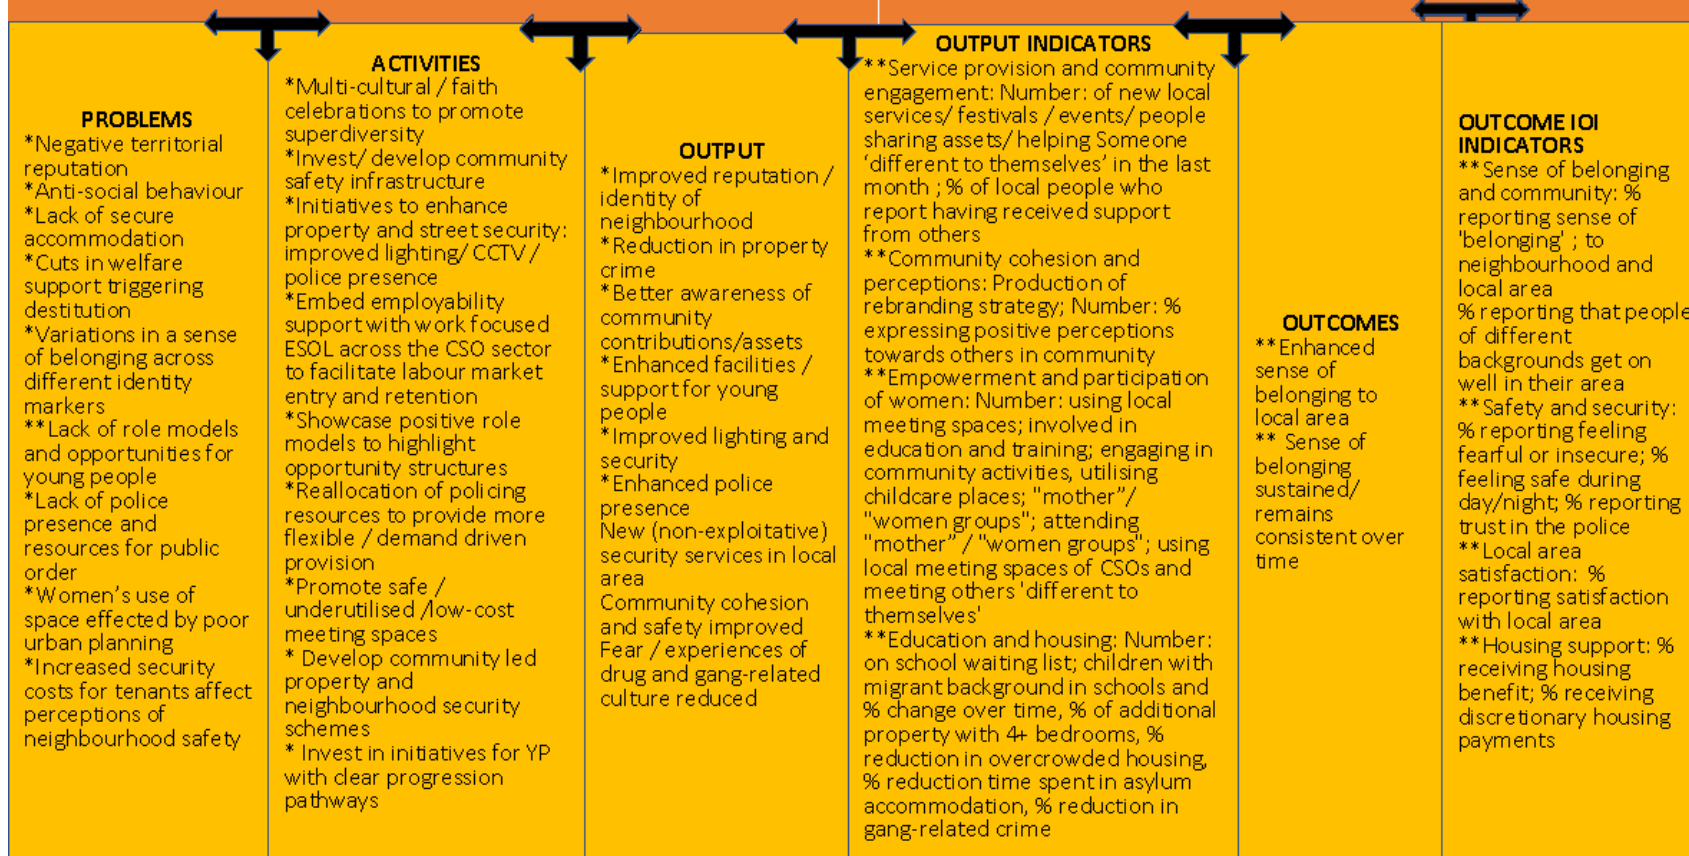 PROBLEMS
*Negative territorial
reputation
*Anti-social behaviour
*Lack of secure
accommodation
*Cuts in welfare
support triggering
destitution
*Variations in a sense
of belonging across
different identity
markers
**Lack of role models
and opportunities for
young people
*Lack of police
presence and
resources for public
order
*Women’s use of
space effected by poor
urban planning
*Increased security
costs for tenants affect
perceptions of
neighbourhood safety
ACTIVITIES
*Multi-cultural / faith
celebrations to promote
superdiversity
*Invest/ develop community
safety infrastructure
*Initiatives to enhance
property and street security:
improved lighting/ CCTV /
police presence
*Embed employability
support with work focused
ESOL across the CSO sector
to facilitate labour market
entry and retention
*Showcase positive role
models to highlight
opportunity structures
*Reallocation of policing
resources to provide more
flexible / demand driven
provision
*Promote safe /
underutilised /low-cost
meeting spaces
* Develop community led
property and
neighbourhood security
schemes
* Invest in initiatives for YP
with clear progression
pathways
OUTPUT
*Improved reputation /
identity of
neighbourhood
*Reduction in property
crime
*Better awareness of
community
contributions/assets
*Enhanced facilities /
support for young
people
*Improved lighting and
security
*Enhanced police
presence
New (non-exploitative)
security services in local
area
Community cohesion
and safety improved
Fear / experiences of
drug and gang-related
culture reduced
OUTPUT INDICATORS
**Service provision and community
engagement: Number: of new local
services/ festivals / events/ people
sharing assets/ helping Someone
‘different to themselves’ in the last
month ; % of local people who
report having received support
from others
**Community cohesion and
perceptions: Production of
rebranding strategy; Number: %
expressing positive perceptions
towards others in community
**Empowerment and participation
of women: Number: using local
meeting spaces; involved in
education and training; engaging in
community activities, utilising
childcare places; "mother”/
"women groups"; attending
"mother” / "women groups"; using
local meeting spaces of CSOs and
meeting others 'different to
themselves'
**Education and housing: Number:
on school waiting list; children with
migrant background in schools and
% change over time, % of additional
property with 4+ bedrooms, %
reduction in overcrowded housing,
% reduction time spent in asylum
accommodation, % reduction in
gang-related crime
OUTCOMES
**Enhanced
sense of
belonging to
local area
** Sense of
belonging
sustained/
remains
consistent over
time
OUTCOME IOI
INDICATORS
**Sense of belonging
and community: %
reporting sense of
'belonging' ; to
neighbourhood and
local area
% reporting that people
of different
backgrounds get on
well in their area
**Safety and security:
% reporting feeling
fearful or insecure; %
feeling safe during
day/night; % reporting
trust in the police
**Local area
satisfaction: %
reporting satisfaction
with local area
**Housing support: %
receiving housing
benefit; % receiving
discretionary housing
payments